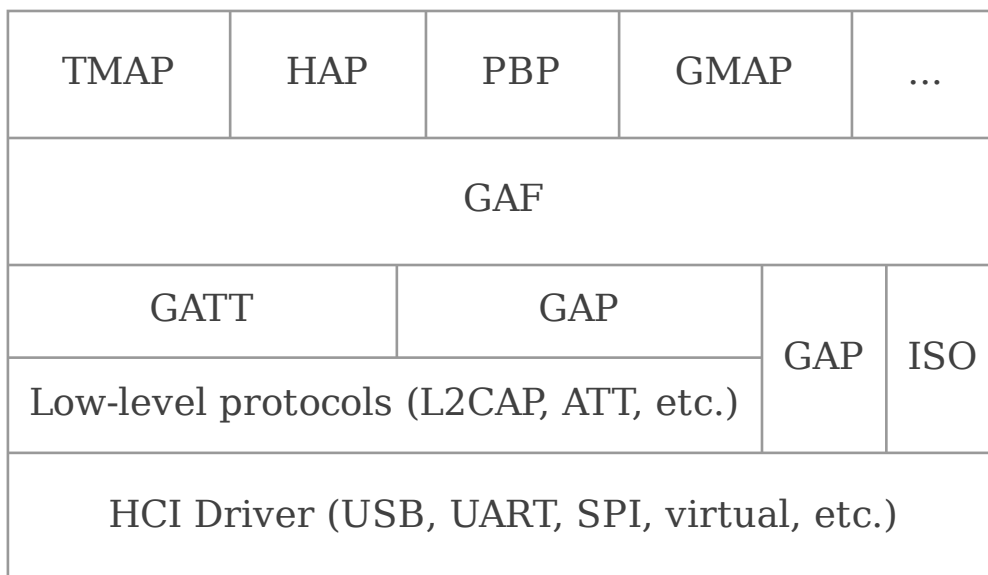 TMAP HAP PBP GMAP ...
GAF
GATT GAP
GAP ISO
Low-level protocols (L2CAP, ATT, etc.)
HCI Driver (USB, UART, SPI, virtual, etc.)